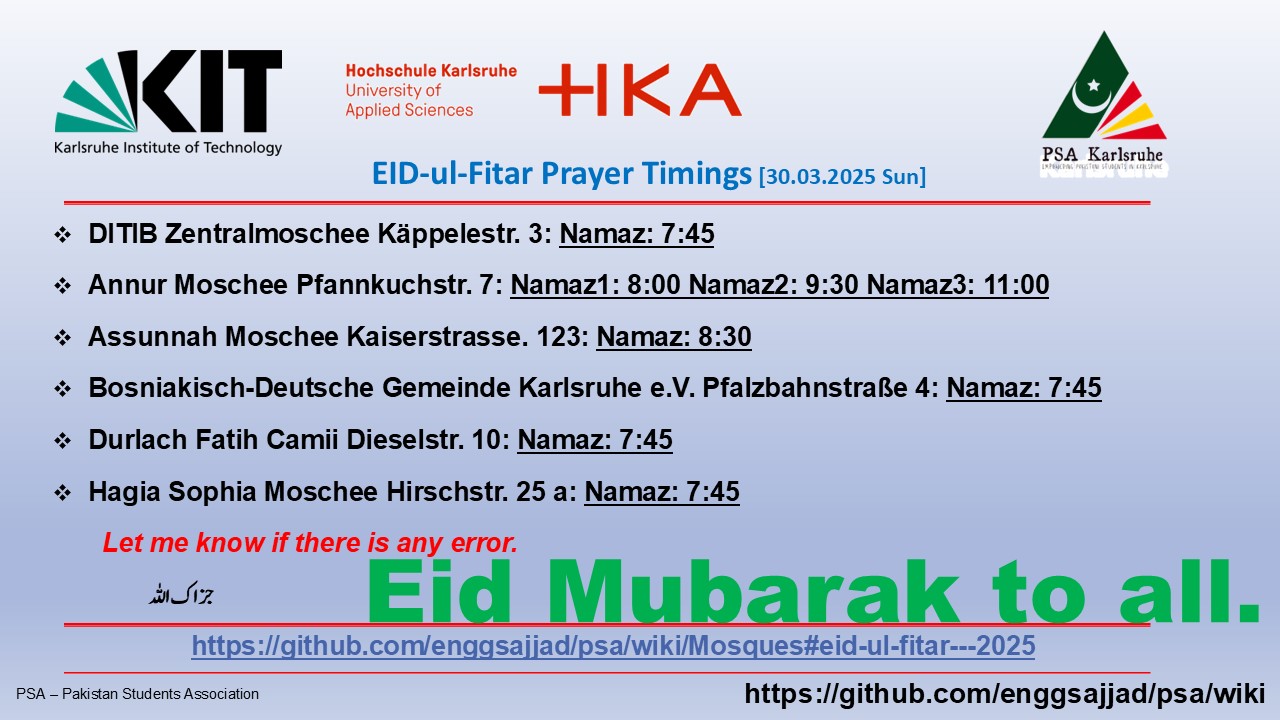 KIT
Karlsruhe Institute of Technology
Hochschule Karlsruhe
University of
Applied Sciences
HKA
PSA Karlsruhe
EID-ul-Fitar Prayer Timings [30.03.2025 Sun]
❖ DITIB Zentralmoschee Käppelestr. 3: Namaz: 7:45
❖ Annur Moschee Pfannkuchstr. 7: Namaz1: 8:00 Namaz2: 9:30 Namaz3: 11:00
❖ Assunnah Moschee Kaiserstrasse. 123: Namaz: 8:30
❖ Bosniakisch-Deutsche Gemeinde Karlsruhe e.V. Pfalzbahnstraße 4: Namaz: 7:45
❖ Durlach Fatih Camii Dieselstr. 10: Namaz: 7:45
❖ Hagia Sophia Moschee Hirschstr. 25 a: Namaz: 7:45
Let me know if there is any error.
جزاک اللہ
Eid Mubarak to all.
https://github.com/enggsajjad/psa/wiki/Mosques#eid-ul-fitar---2025
PSA – Pakistan Students Association
https://github.com/enggsajjad/psa/wiki